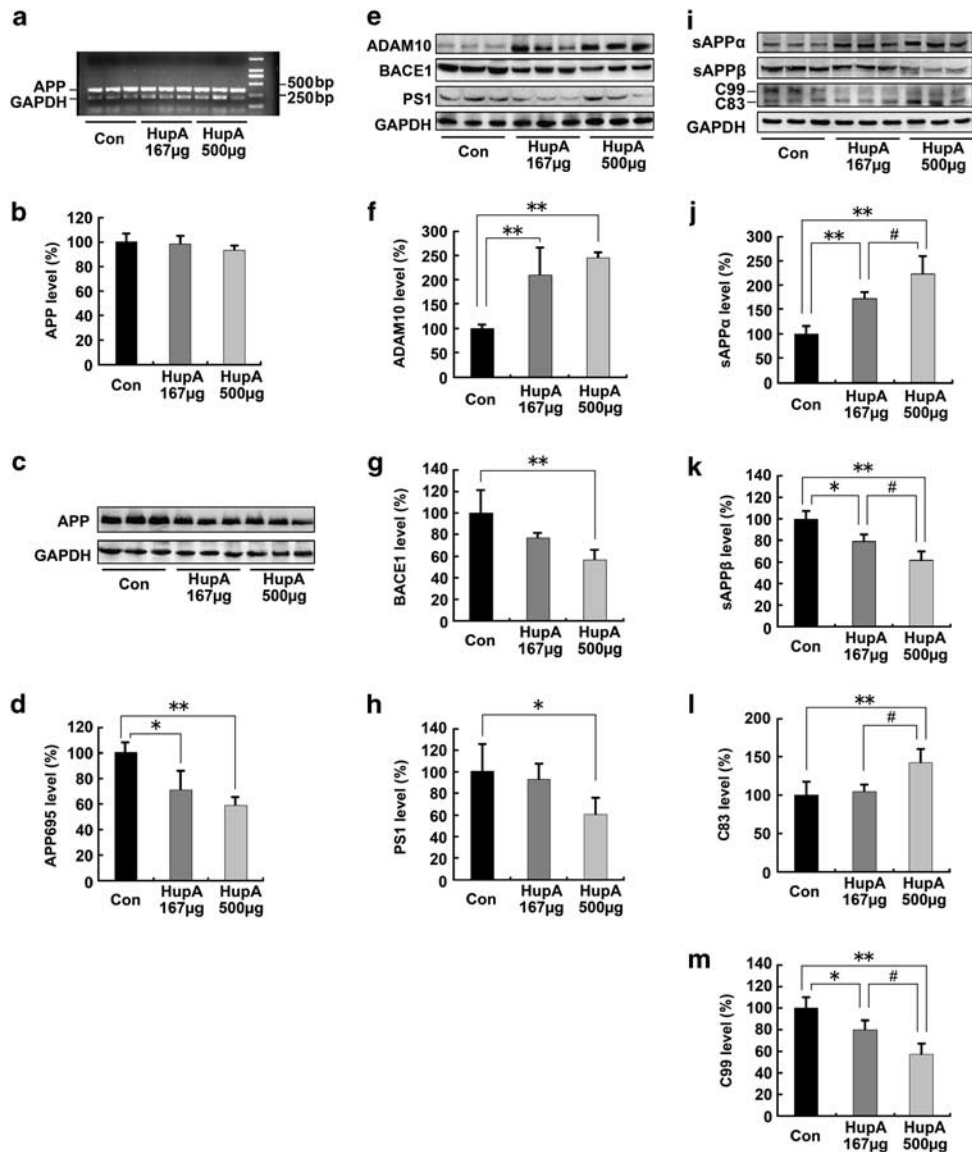 a
APP
GAPDH
500bp
250bp
Con HupA HupA
167µg 500µg
b
APP level (%)
120
100
80
60
40
20
0
Con HupA HupA
167µg 500µg
c
APP
GAPDH
Con HupA HupA
167µg 500µg
d
APP695 level (%)
120
100
80
60
40
20
0
*
**
Con HupA HupA
167µg 500µg
e
ADAM10
BACE1
PS1
GAPDH
Con HupA HupA
167µg 500µg
f
ADAM10 level (%)
300
250
200
150
100
50
0
**
**
Con HupA HupA
167µg 500µg
g
BACE1 level (%)
140
120
100
80
60
40
20
0
**
Con HupA HupA
167µg 500µg
h
PS1 level (%)
140
120
100
80
60
40
20
0
*
Con HupA HupA
167µg 500µg
i
sAPPα
sAPPβ
C99
C83
GAPDH
Con HupA HupA
167µg 500µg
j
sAPPα level (%)
300
250
200
150
100
50
0
**
** #
Con HupA HupA
167µg 500µg
k
sAPPβ level (%)
140
120
100
80
60
40
20
0
**
* #
Con HupA HupA
167µg 500µg
l
C83 level (%)
200
150
100
50
0
**
#
Con HupA HupA
167µg 500µg
m
C99 level (%)
140
120
100
80
60
40
20
0
**
* #
Con HupA HupA
167µg 500µg